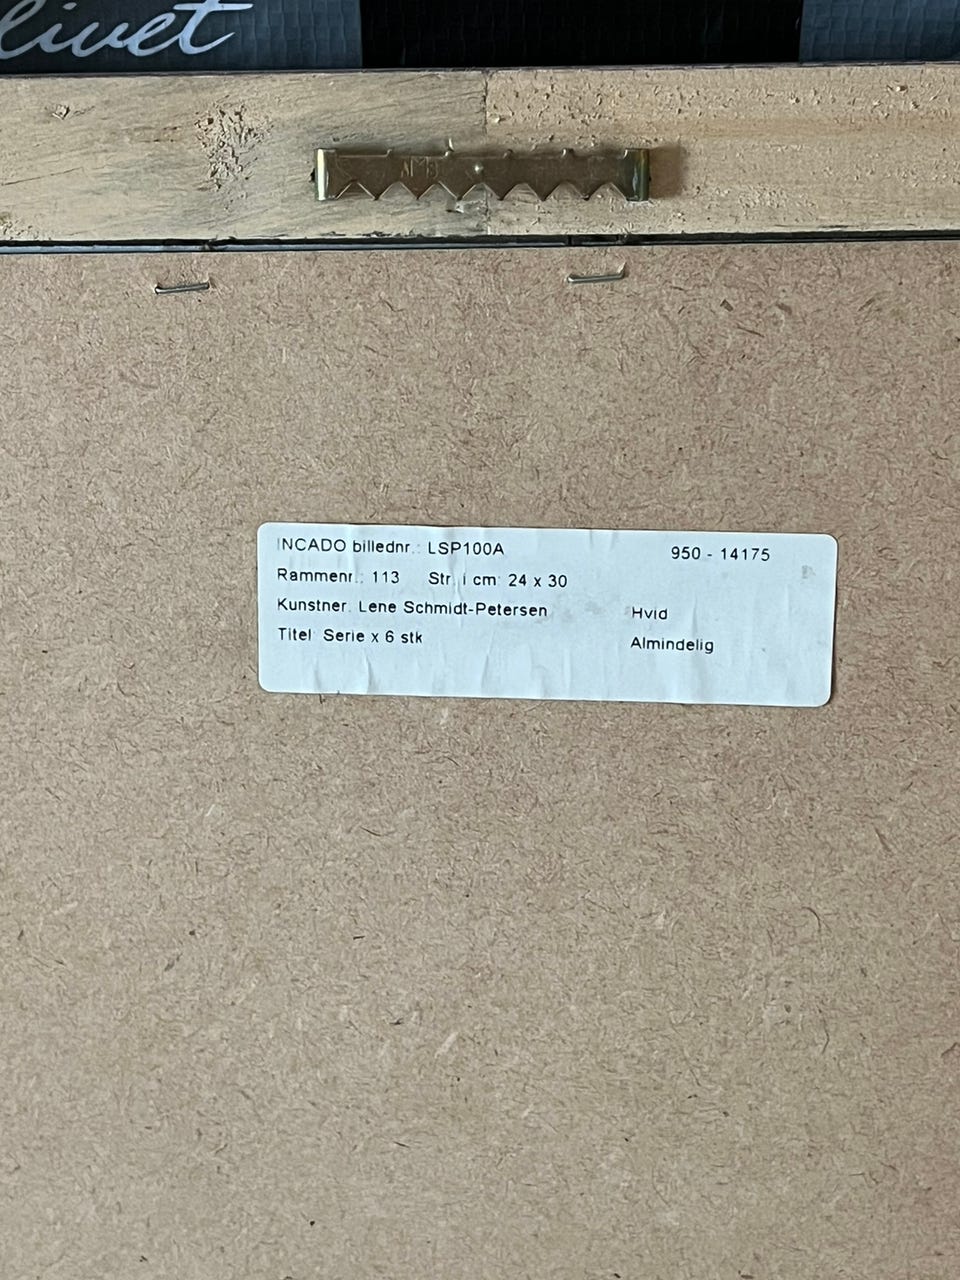 livet
INCADO billednr.: LSP100A 950 - 14175
Rammenr.: 113 Str. i cm: 24 x 30
Kunstner: Lene Schmidt-Petersen Hvid
Titel: Serie x 6 stk Almindelig